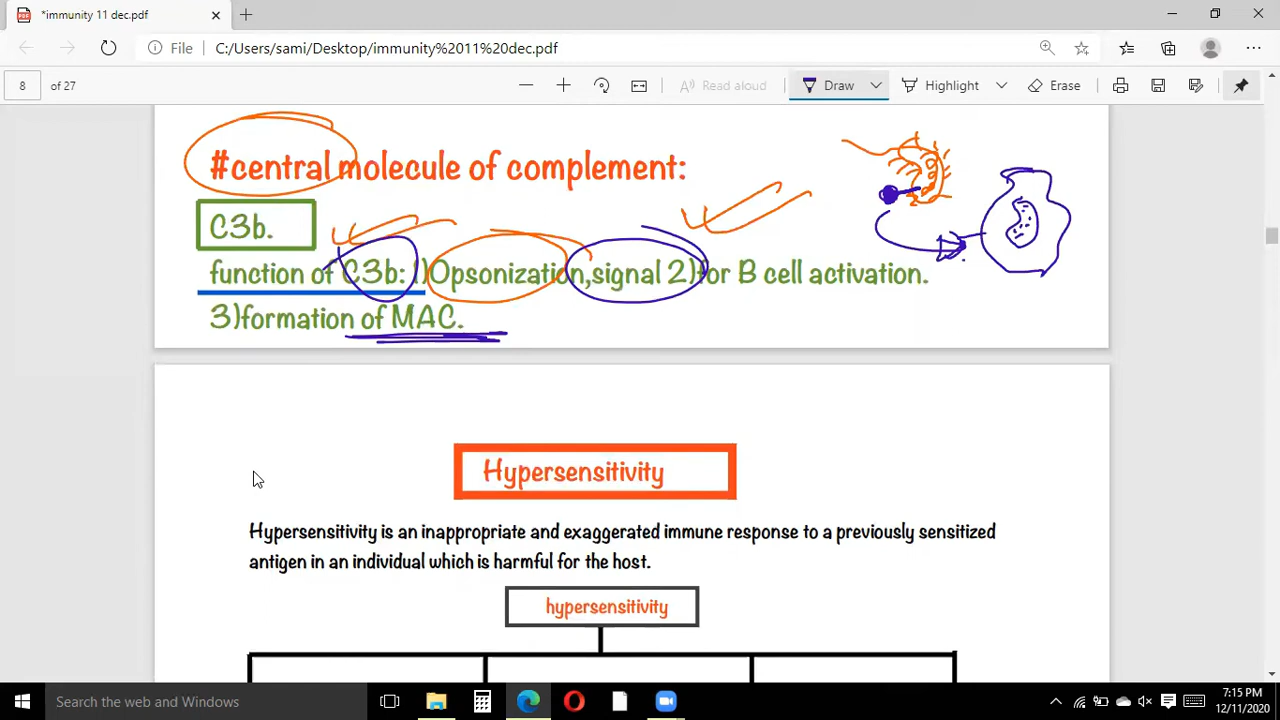 *immunity 11 dec.pdf
File C:/Users/sami/Desktop/immunity%2011%20dec.pdf
8 of 27 Read aloud Draw Highlight Erase
#central molecule of complement:
C3b.
function of C3b: 1)Opsonization,signal 2)for B cell activation.
3)formation of MAC.
Hypersensitivity
Hypersensitivity is an inappropriate and exaggerated immune response to a previously sensitized
antigen in an individual which is harmful for the host.
hypersensitivity
Search the web and Windows
7:15 PM
12/11/2020